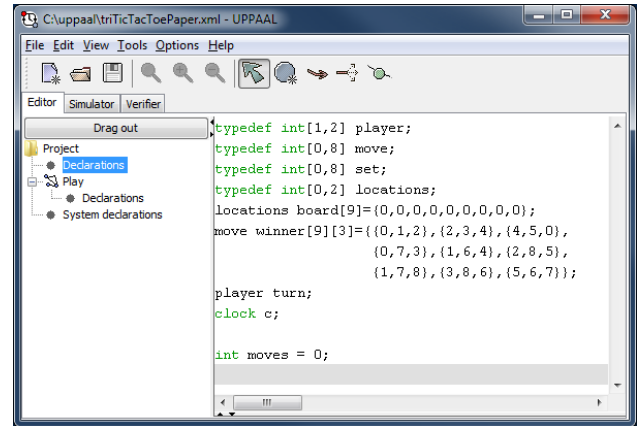 C:\uppaal\triTicTacToePaper.xml - UPPAAL
File Edit View Tools Options Help
Editor Simulator Verifier
Drag out
Project
Declarations
Play
Declarations
System declarations
typedef int[1,2] player;
typedef int[0,8] move;
typedef int[0,8] set;
typedef int[0,2] locations;
locations board[9]={0,0,0,0,0,0,0,0,0};
move winner[9][3]={{0,1,2},{2,3,4},{4,5,0},
{0,7,3},{1,6,4},{2,8,5},
{1,7,8},{3,8,6},{5,6,7}};
player turn;
clock c;
int moves = 0;